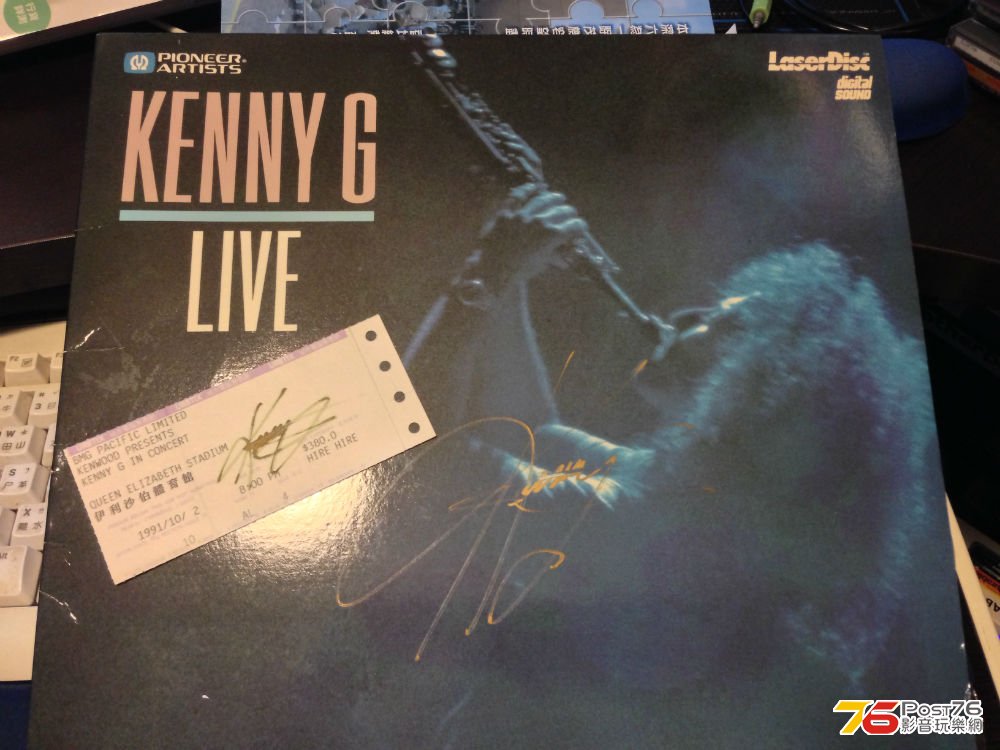 PIONEER
ARTISTS
LaserDisc
digital
SOUND
KENNY G
LIVE
5MG PACIFIC LIMITED
KENWOOD PRESENTS
KENNY G IN CONCERT
QUEEN ELIZABETH STADIUM
伊利沙伯體育館
8:00 PM
$380.0
HIRE HIRE
1991/10/ 2
AL
4
10
76 Post76
影音玩樂網